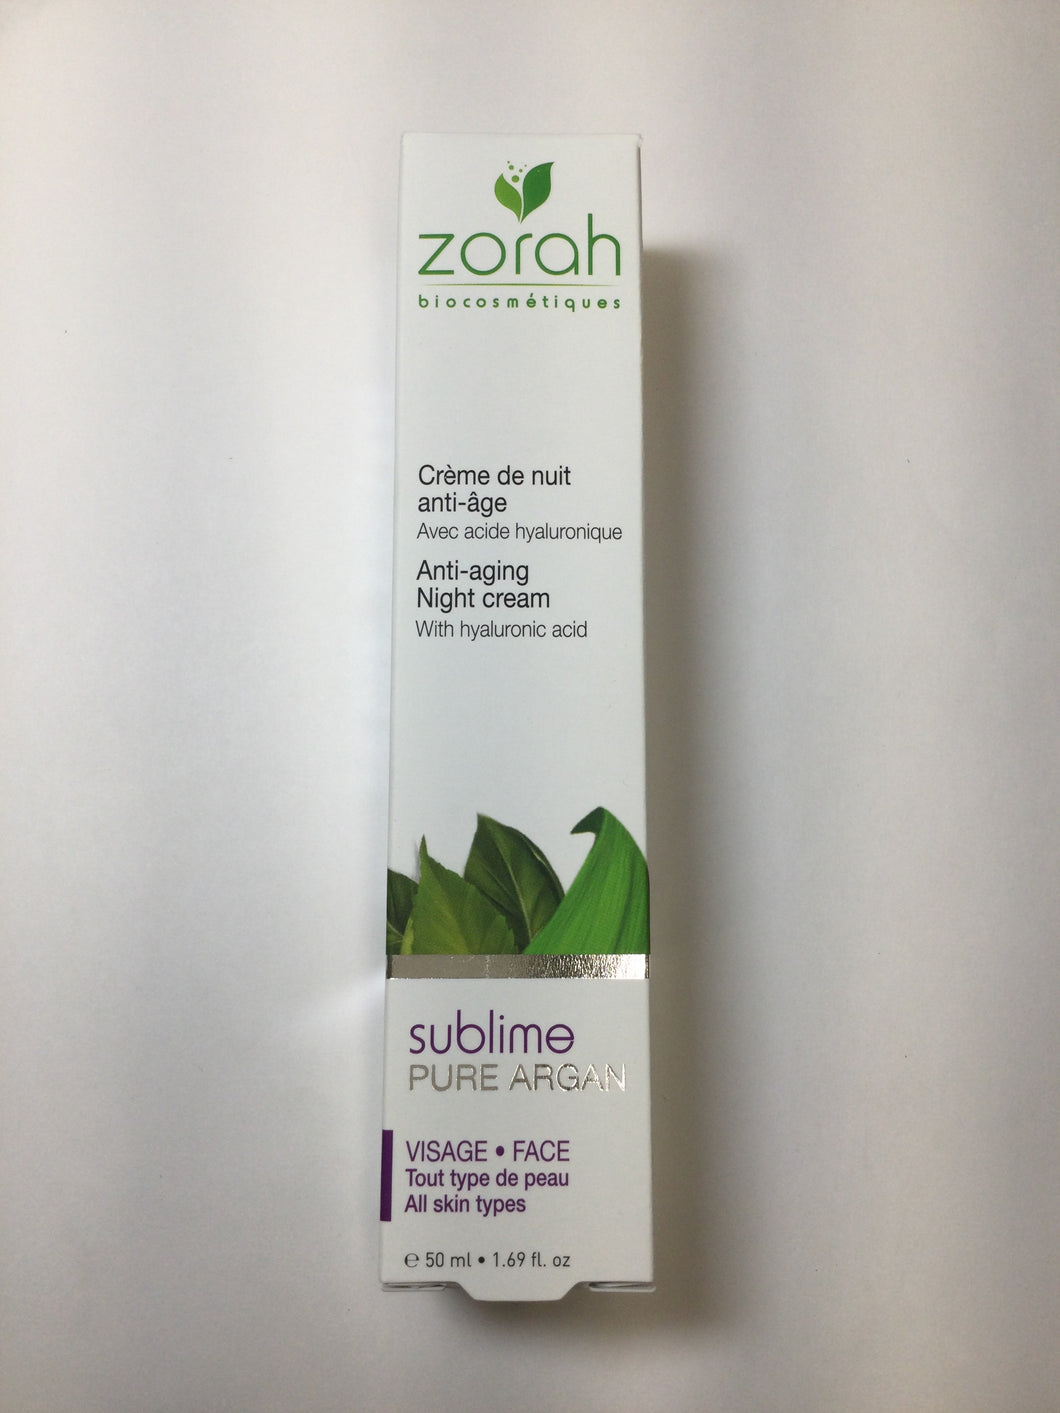 zorah
biocosmétiques
Crème de nuit
anti-âge
Avec acide hyaluronique
Anti-aging
Night cream
With hyaluronic acid
sublime
PURE ARGAN
VISAGE • FACE
Tout type de peau
All skin types
℮ 50 ml • 1.69 fl. oz